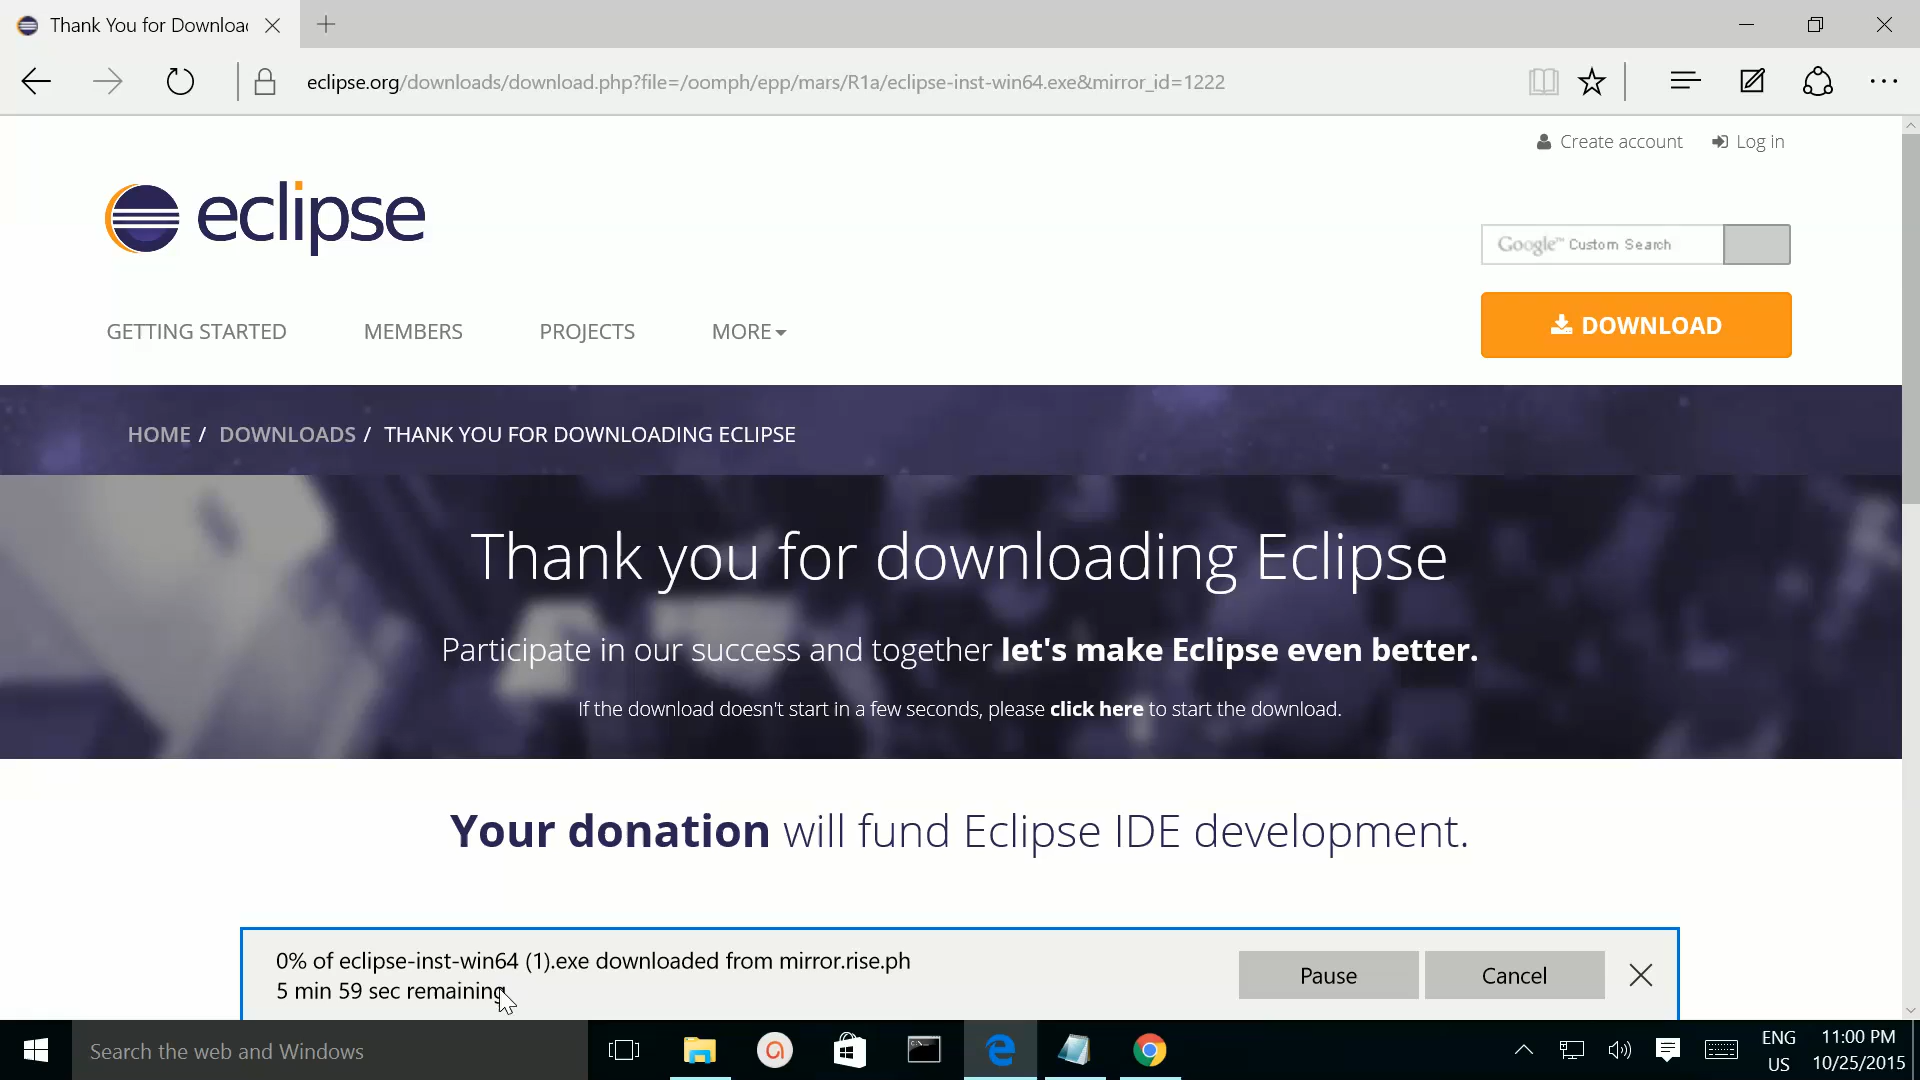 Thank You for Downloa
eclipse.org/downloads/download.php?file=/oomph/epp/mars/R1a/eclipse-inst-win64.exe&mirror_id=1222
Create account Log in
eclipse
Google™ Custom Search
GETTING STARTED MEMBERS PROJECTS MORE
DOWNLOAD
HOME / DOWNLOADS / THANK YOU FOR DOWNLOADING ECLIPSE
Thank you for downloading Eclipse
Participate in our success and together let's make Eclipse even better.
If the download doesn't start in a few seconds, please click here to start the download.
Your donation will fund Eclipse IDE development.
0% of eclipse-inst-win64 (1).exe downloaded from mirror.rise.ph
5 min 59 sec remaining
Pause Cancel
Search the web and Windows
ENG
US
11:00 PM
10/25/2015